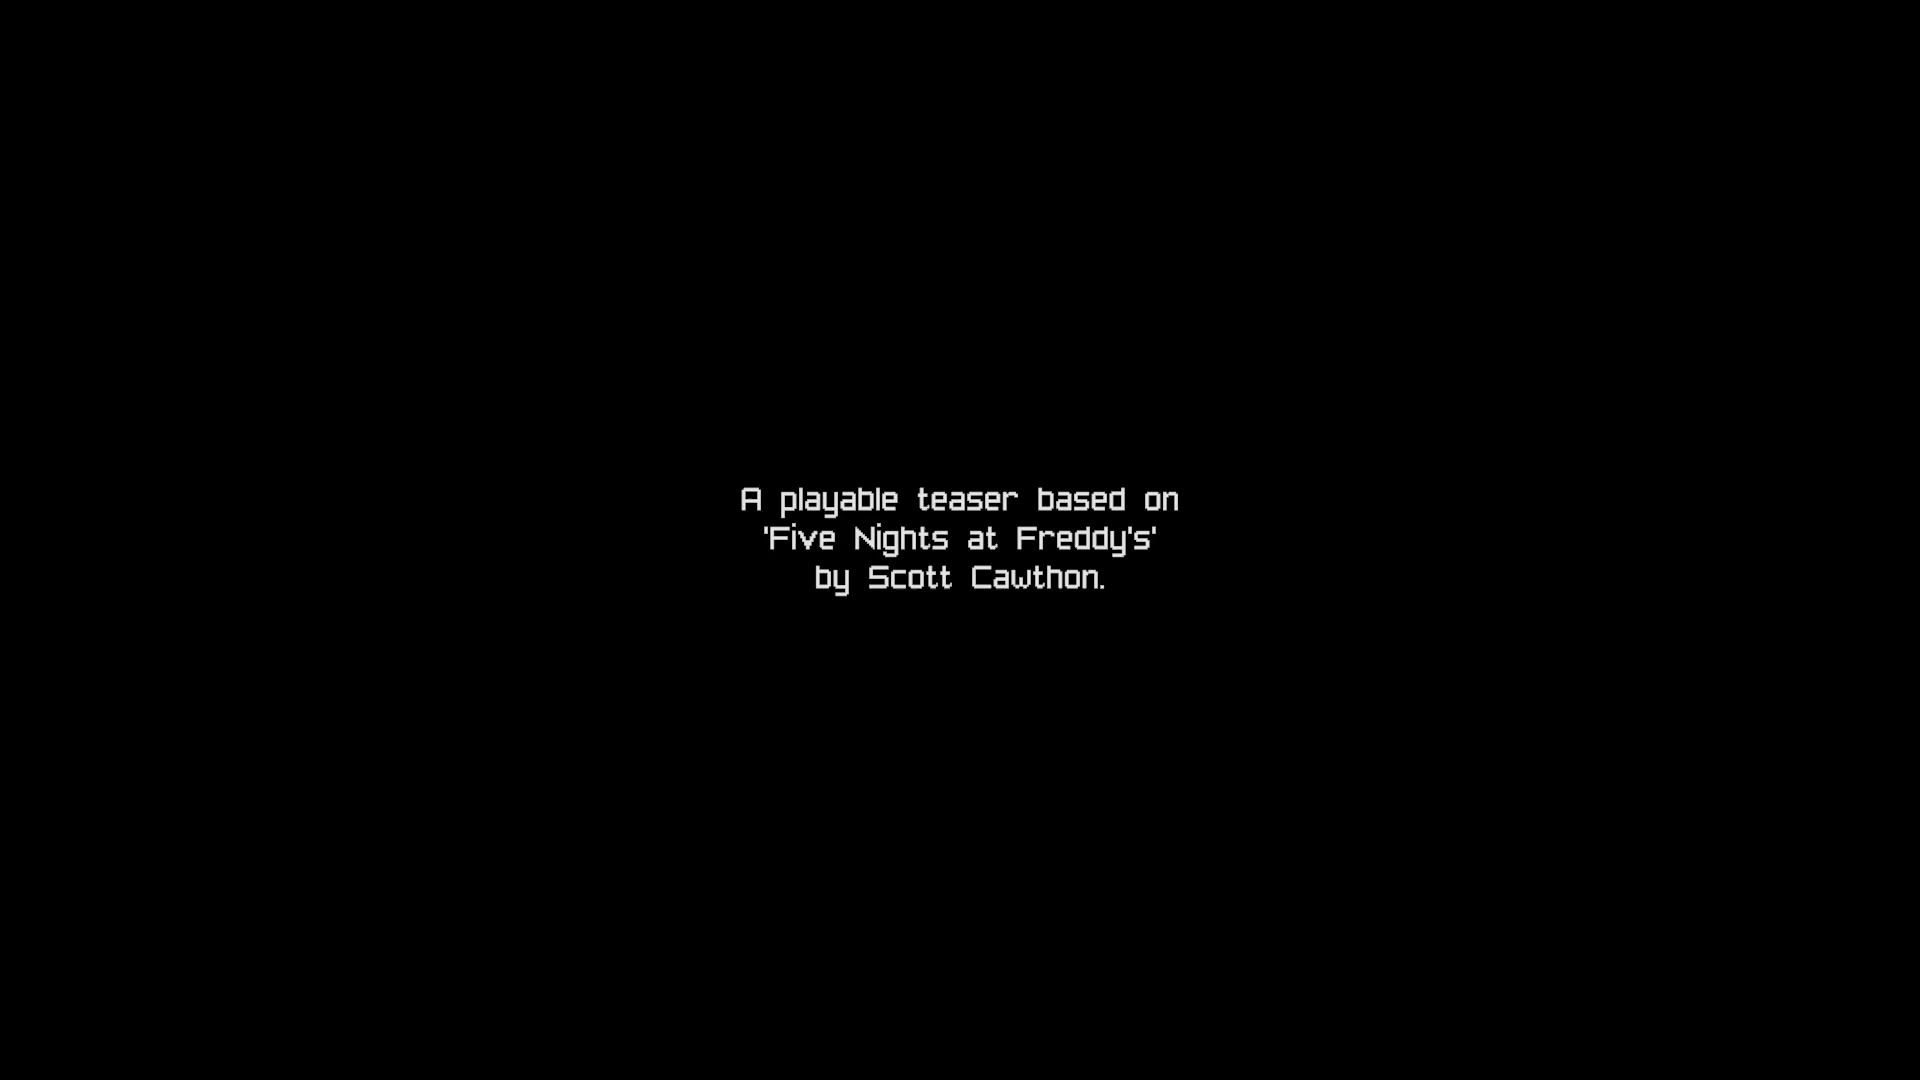 A playable teaser based on
'Five Nights at Freddy's'
by Scott Cawthon.